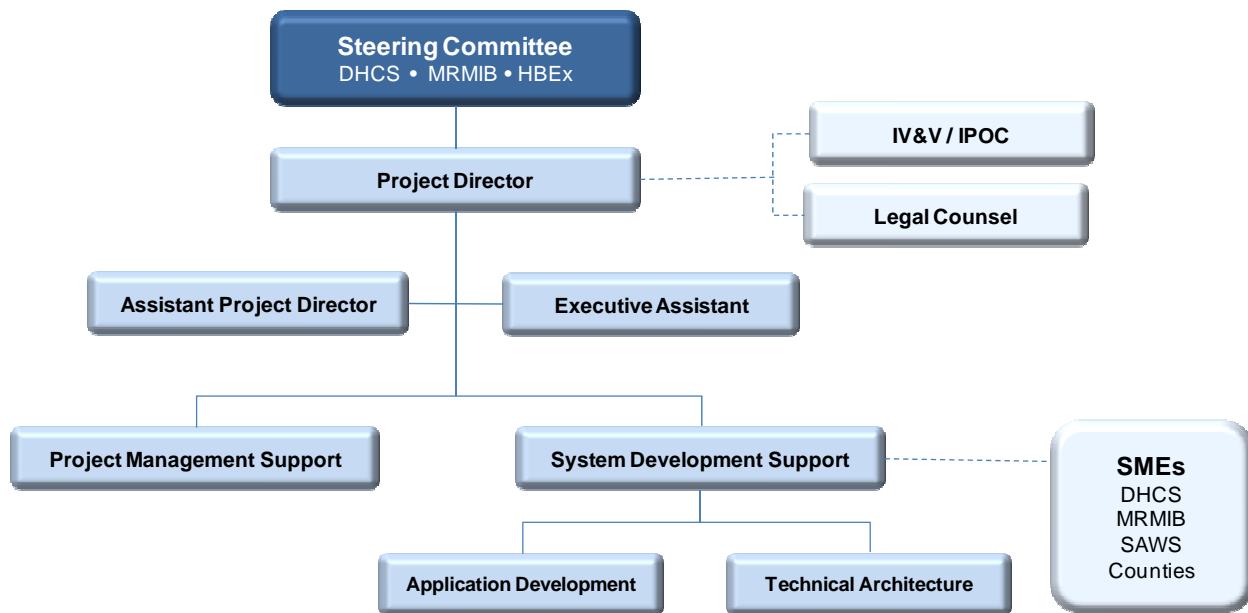 Steering Committee
DHCS • MRMIB • HBEx
IV&V / IPOC
Project Director
Legal Counsel
Assistant Project Director
Executive Assistant
Project Management Support
System Development Support
SMEs
DHCS
MRMIB
SAWS
Counties
Application Development
Technical Architecture